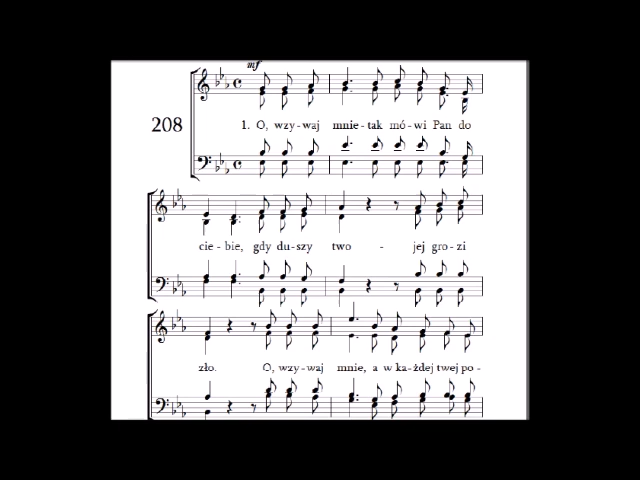 mf
208
1. O, wzy-waj mnie-tak mó-wi Pan do
cie-bie, gdy du-szy two - jej gro-zi
zło. O, wzy-waj mnie, a w ka-żdej twej po-